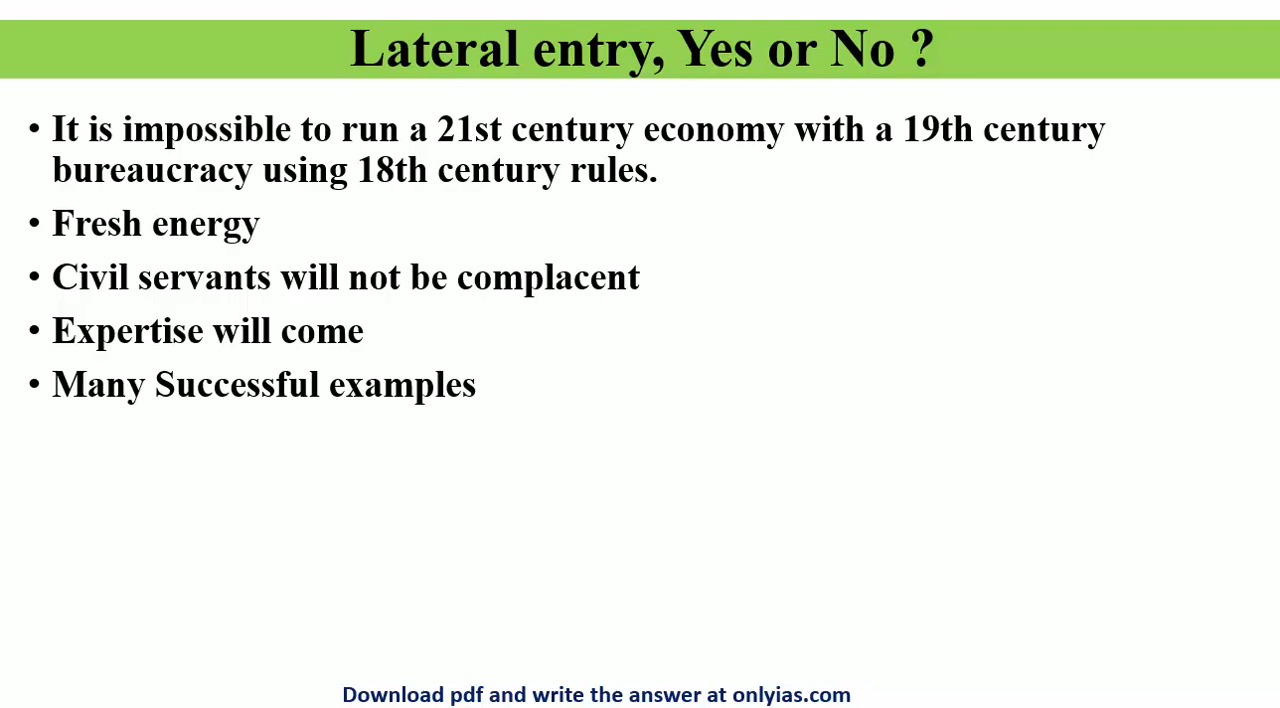 Lateral entry, Yes or No ?
• It is impossible to run a 21st century economy with a 19th century
bureaucracy using 18th century rules.
• Fresh energy
• Civil servants will not be complacent
• Expertise will come
• Many Successful examples
Download pdf and write the answer at onlyias.com